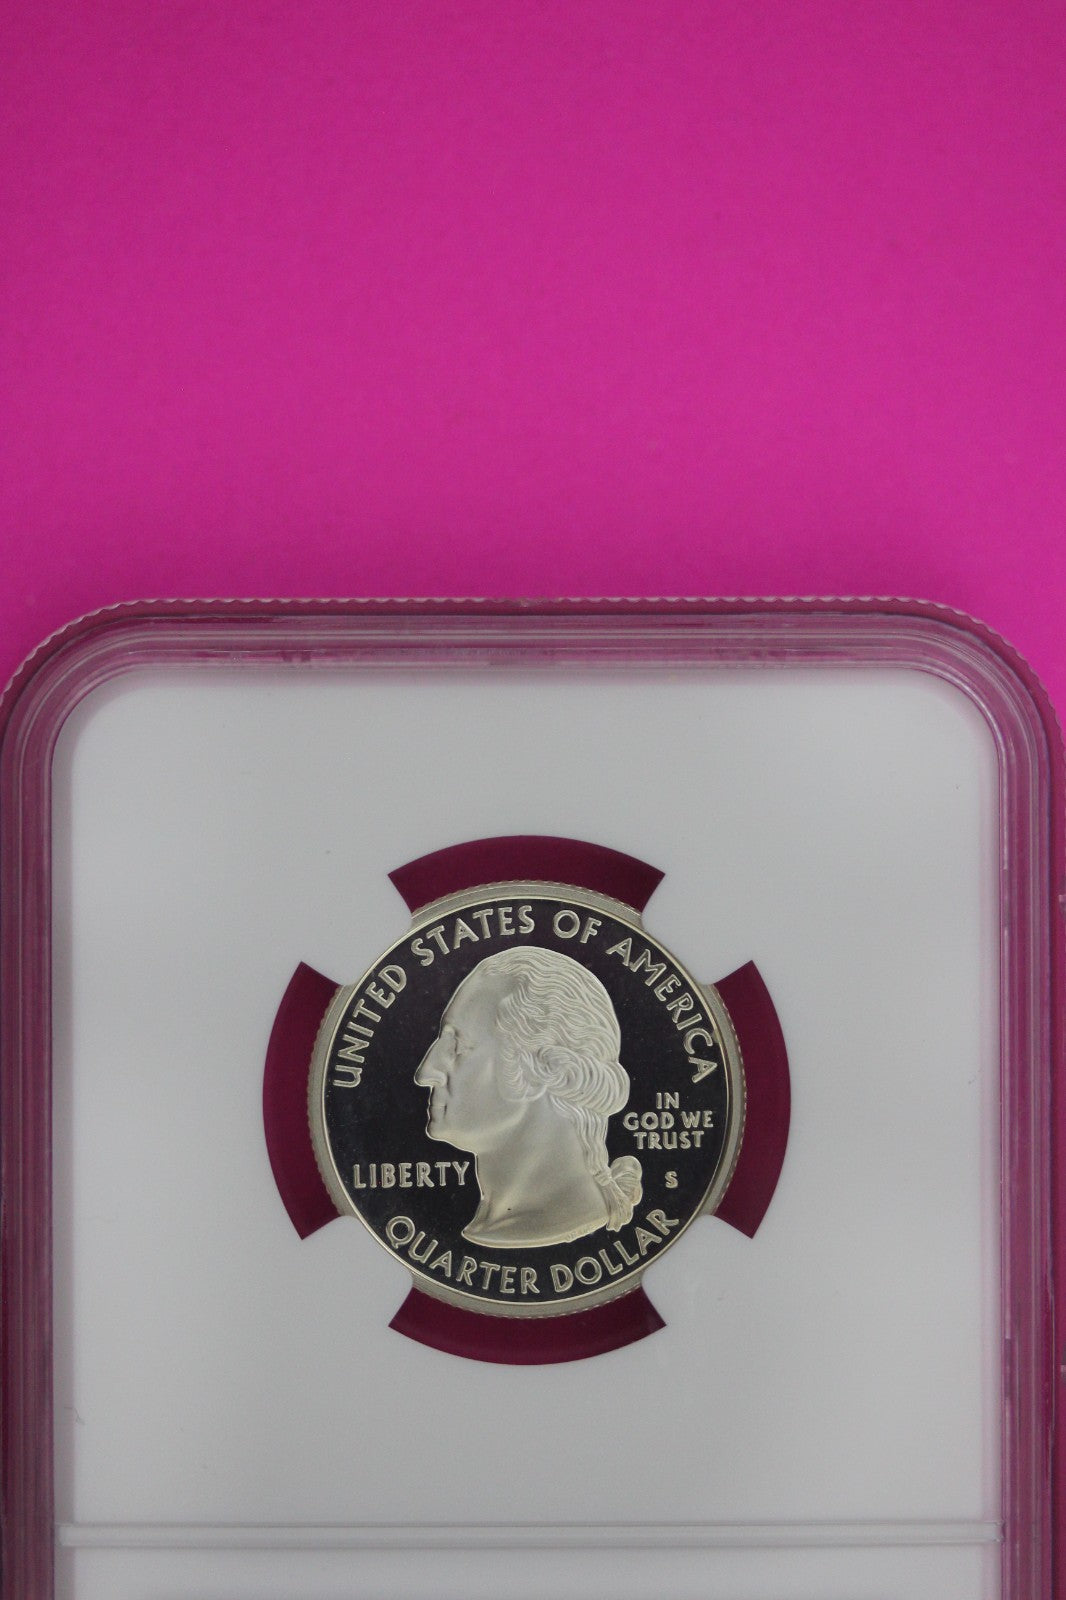 UNITED STATES OF AMERICA
LIBERTY
IN
GOD WE
TRUST
S
QUARTER DOLLAR